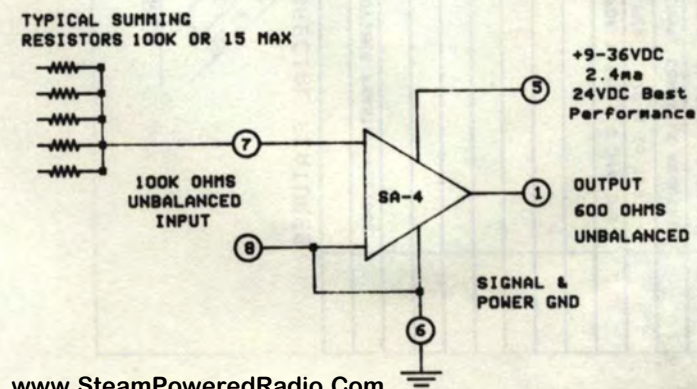 TYPICAL SUMMING
RESISTORS 100K OR 15 MAX
+9-36VDC
2.4ma
24VDC Best
Performance
5
7
100K OHMS
UNBALANCED
INPUT
SA-4
1
OUTPUT
600 OHMS
UNBALANCED
8
SIGNAL &
POWER GND
6
www.SteamPoweredRadio.Com